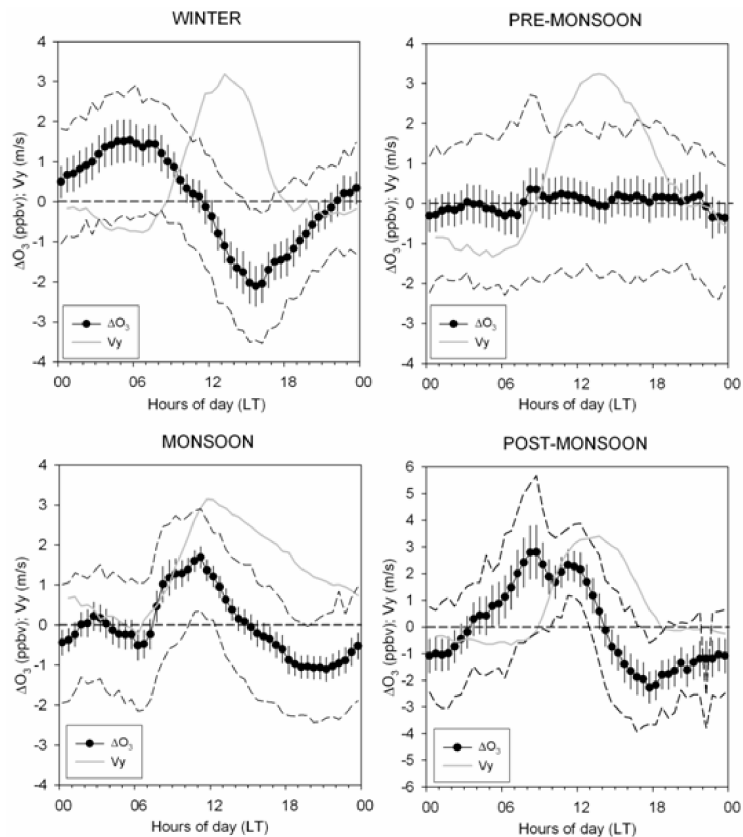 WINTER
4
3
2
1
0
-1
-2
-3
-4
ΔO₃ (ppbv); Vy (m/s)
ΔO₃
Vy
00 06 12 18 00
Hours of day (LT)
PRE-MONSOON
4
3
2
1
0
-1
-2
-3
-4
ΔO₃ (ppbv); Vy (m/s)
ΔO₃
Vy
00 06 12 18 00
Hours of day (LT)
MONSOON
4
3
2
1
0
-1
-2
-3
-4
ΔO₃ (ppbv); Vy (m/s)
ΔO₃
Vy
00 06 12 18 00
Hours of day (LT)
POST-MONSOON
6
5
4
3
2
1
0
-1
-2
-3
-4
-5
-6
ΔO₃ (ppbv); Vy (m/s)
ΔO₃
Vy
00 06 12 18 00
Hours of day (LT)